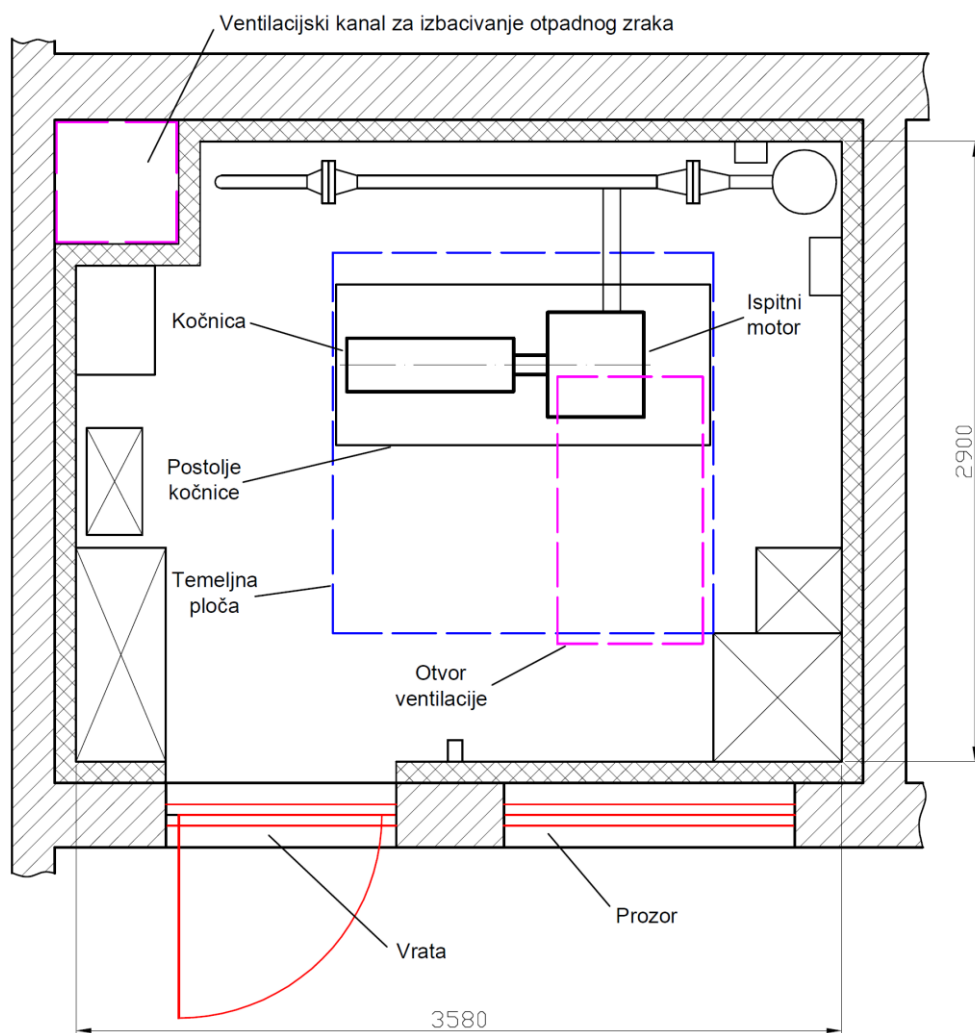 Ventilacijski kanal za izbacivanje otpadnog zraka
Ispitni
motor
Kočnica
Postolje
kočnice
2900
Temeljna
ploča
Otvor
ventilacije
Prozor
Vrata
3580